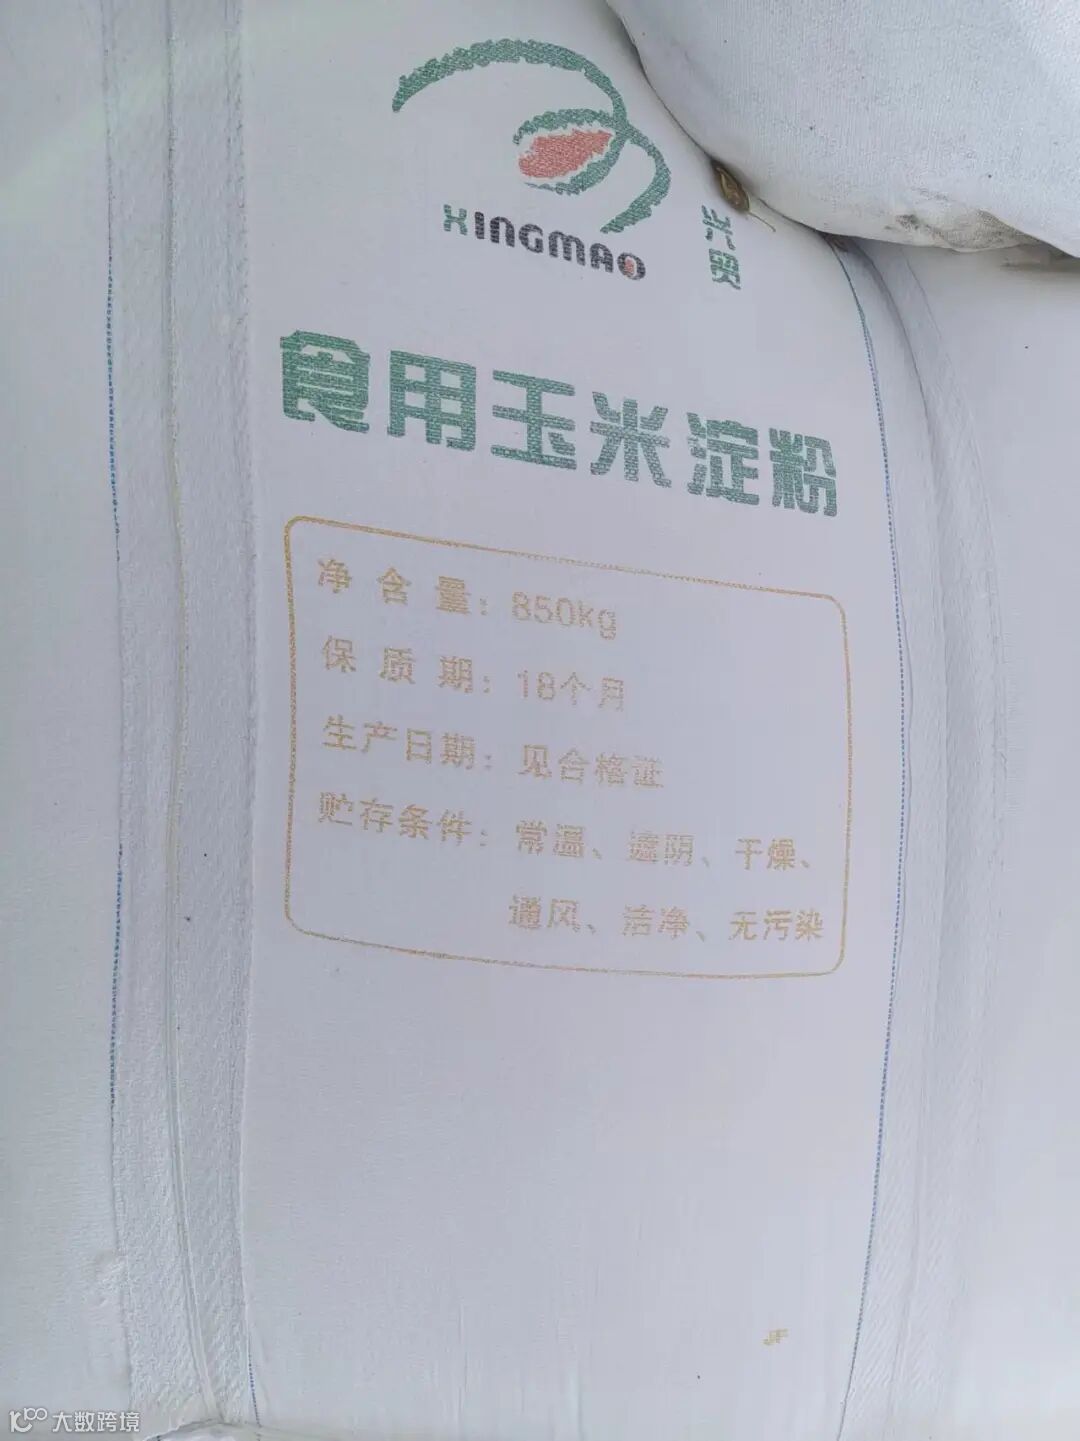 XINGMAO
兴贸
食用玉米淀粉
净含量：850kg
保质期：18个月
生产日期：见合格证
贮存条件：常温、遮阴、干燥、
通风、洁净、无污染
JF
大数跨境